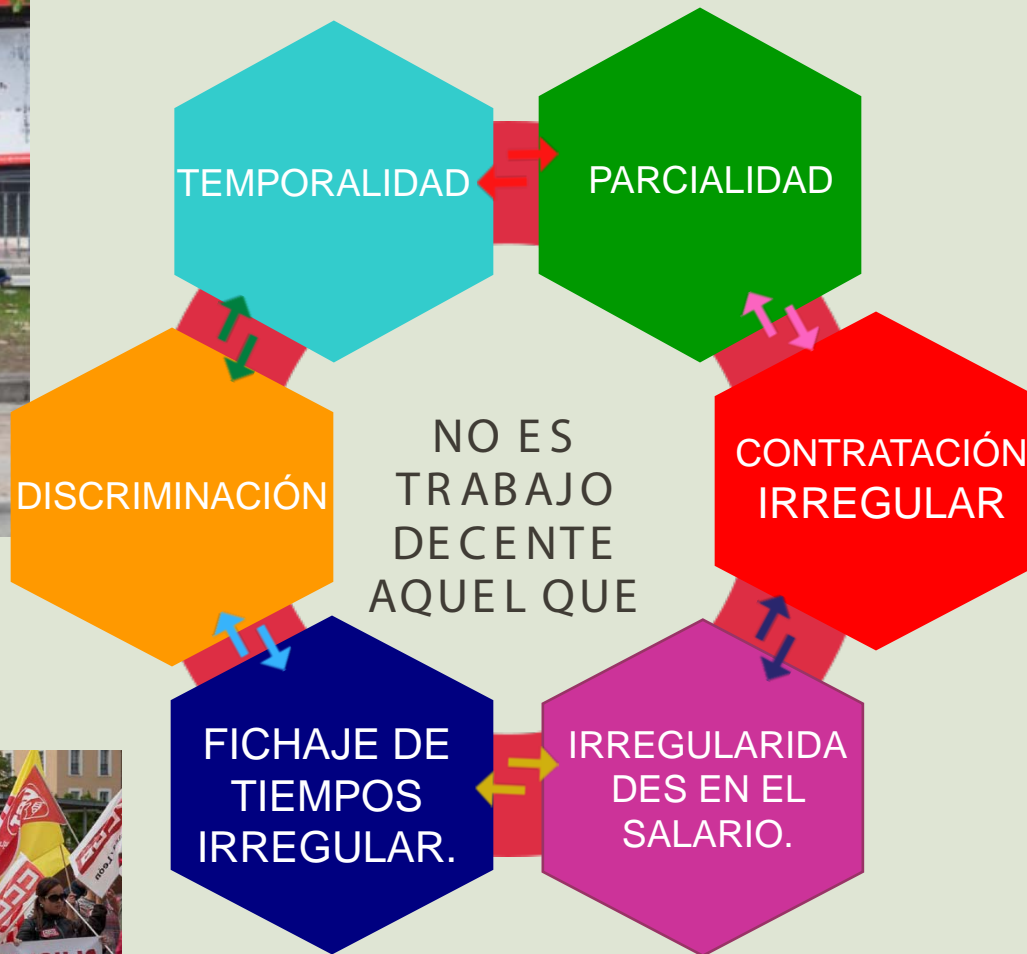 TEMPORALIDAD
PARCIALIDAD
DISCRIMINACIÓN
NO ES
TRABAJO
DECENTE
AQUEL QUE
CONTRATACIÓN
IRREGULAR
FICHAJE DE
TIEMPOS
IRREGULAR.
IRREGULARIDA
DES EN EL
SALARIO.